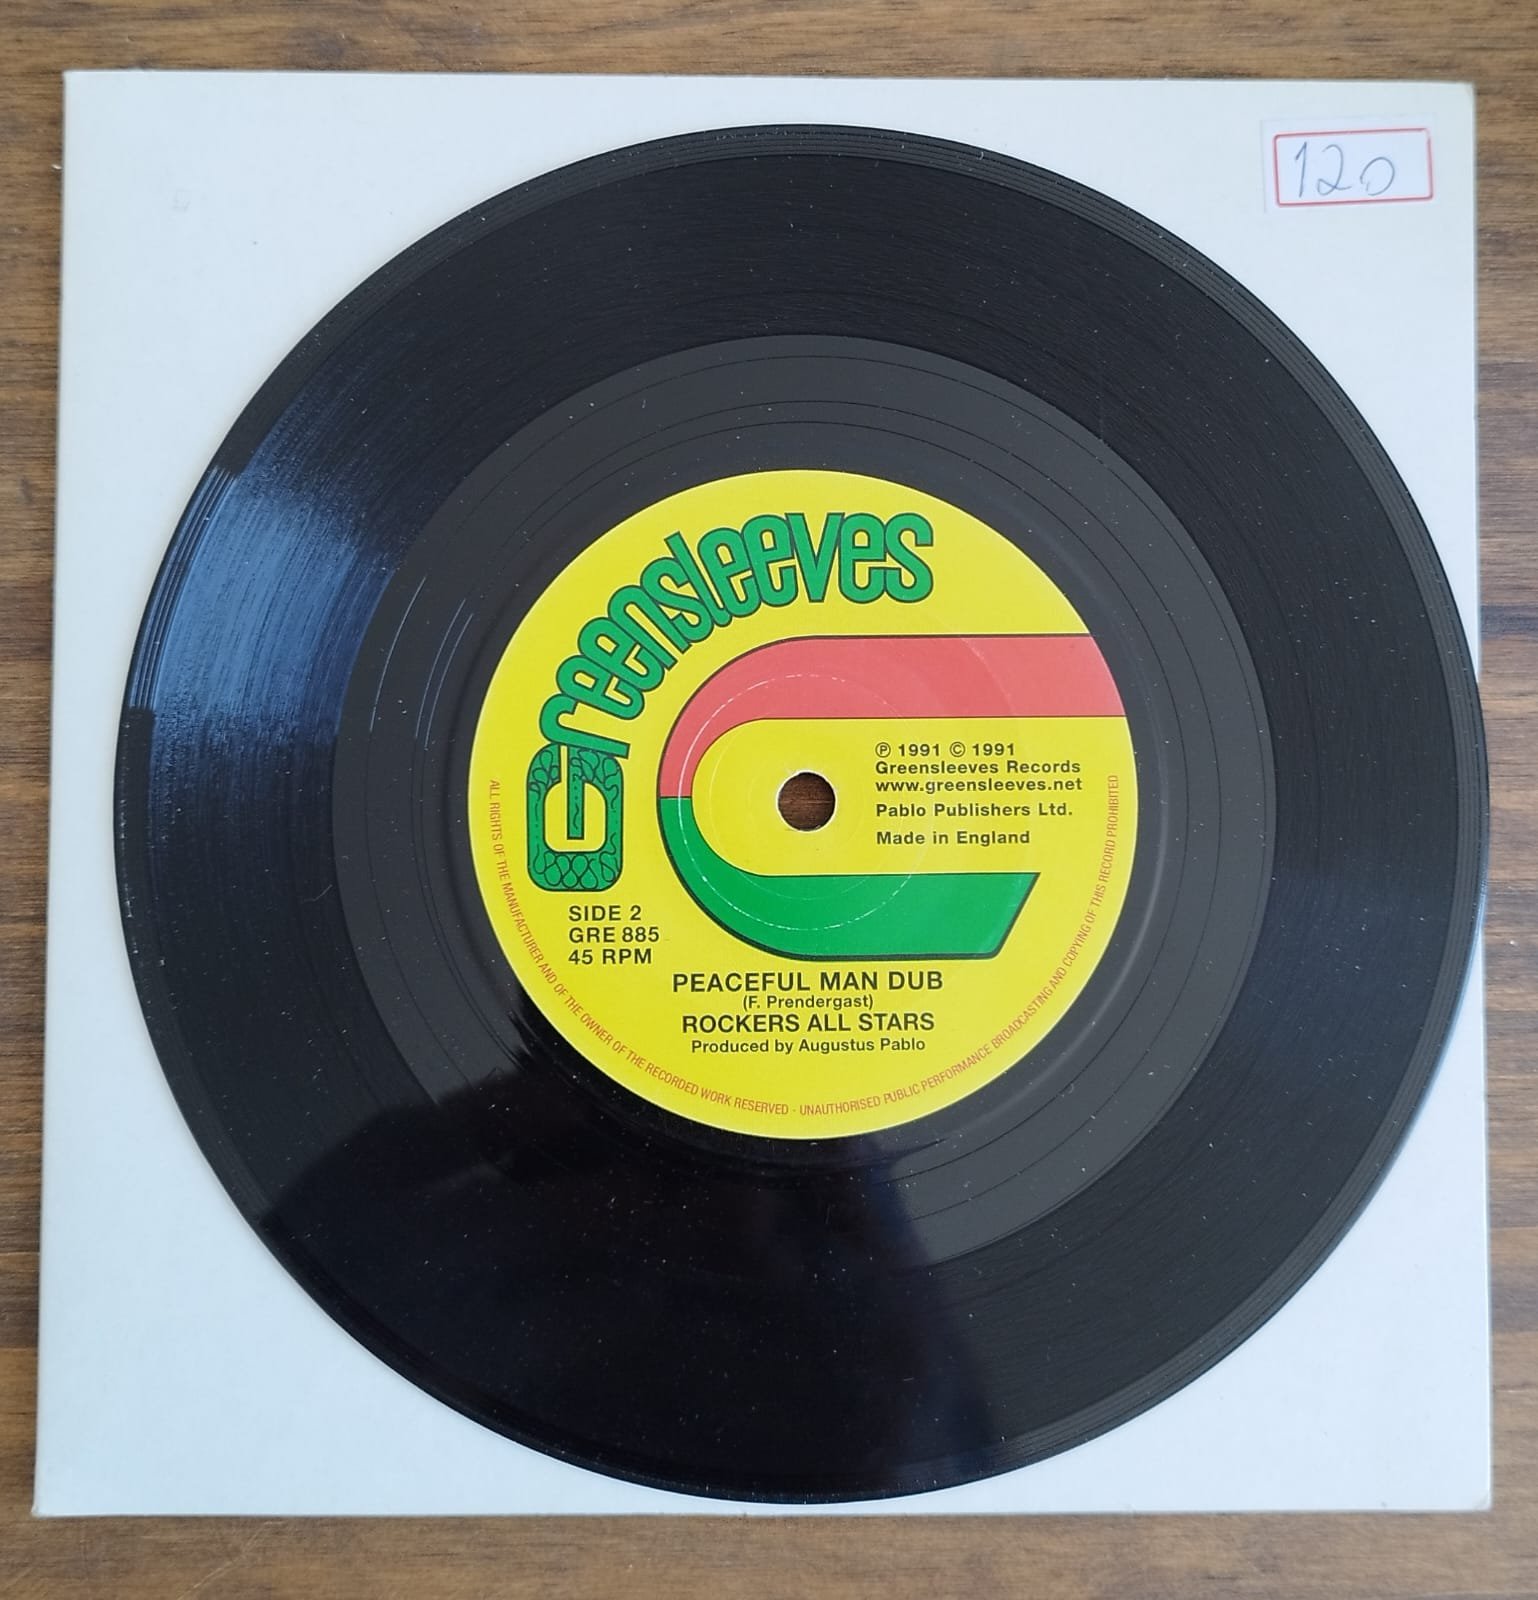 120
Greensleeves
℗ 1991 © 1991
Greensleeves Records
www.greensleeves.net
Pablo Publishers Ltd.
Made in England
SIDE 2
GRE 885
45 RPM
PEACEFUL MAN DUB
(F. Prendergast)
ROCKERS ALL STARS
Produced by Augustus Pablo
ALL RIGHTS OF THE MANUFACTURER AND OF THE OWNER OF THE RECORDED WORK RESERVED - UNAUTHORISED PUBLIC PERFORMANCE BROADCASTING AND COPYING OF THIS RECORD PROHIBITED